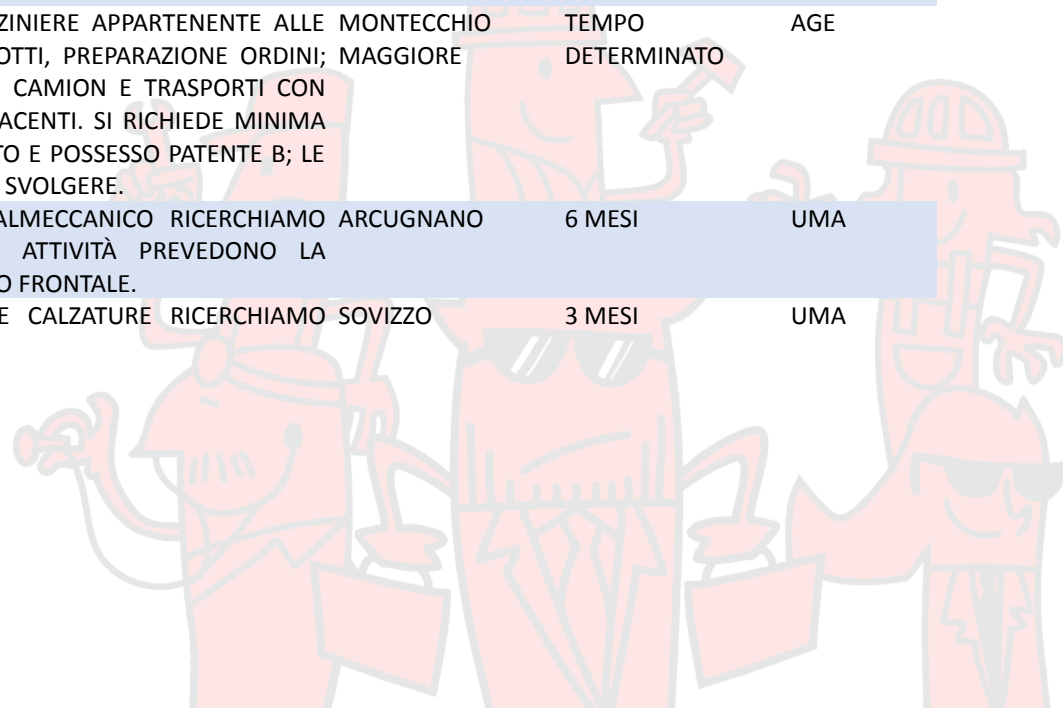 ZINIERE APPARTENENTE ALLE MONTECCHIO TEMPO AGE
OTTI, PREPARAZIONE ORDINI; MAGGIORE DETERMINATO
CAMION E TRASPORTI CON
ACENTI. SI RICHIEDE MINIMA
TO E POSSESSO PATENTE B; LE
SVOLGERE.
ALMECCANICO RICERCHIAMO ARCUGNANO 6 MESI UMA
ATTIVITÀ PREVEDONO LA
O FRONTALE.
E CALZATURE RICERCHIAMO SOVIZZO 3 MESI UMA